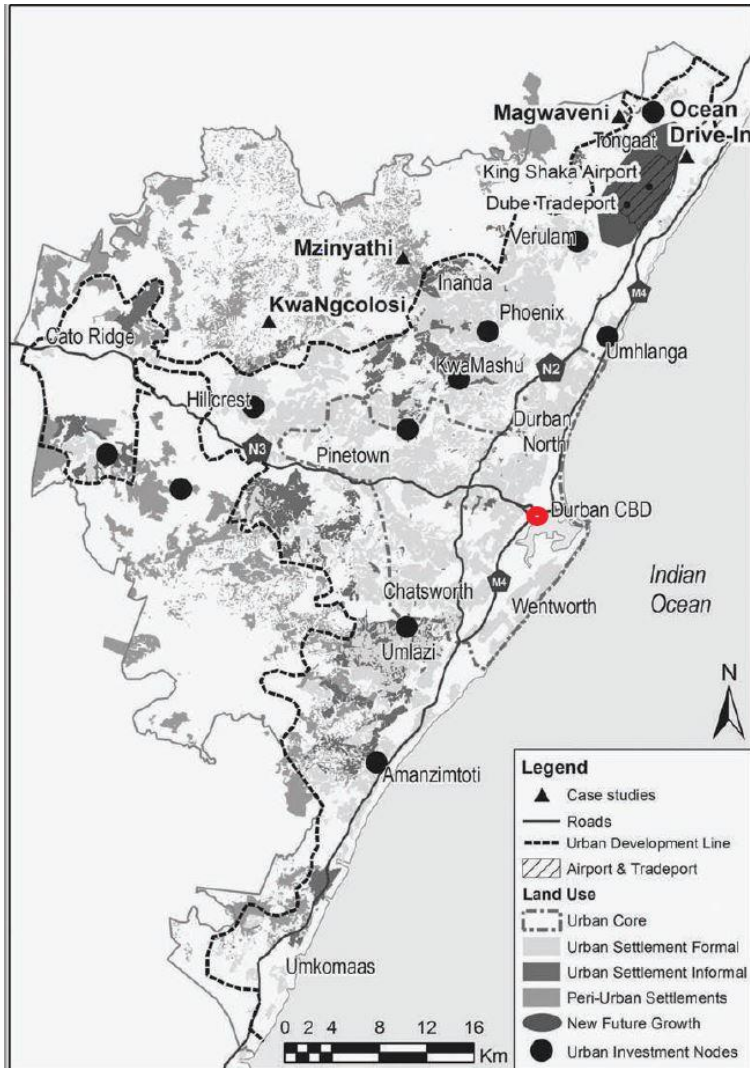 Magwaveni
Ocean
Drive-In
Tongaat
King Shaka Airport
Dube Tradeport
Verulam
Mzinyathi
Inanda
M4
KwaNgcolosi
Phoenix
Cato Ridge
Umhlanga
N2
KwaMashu
Hillcrest
Durban
North
N3
Pinetown
Durban CBD
Indian
Ocean
M4
Chatsworth
Wentworth
Umlazi
N
Amanzimtoti
Umkomaas
0 2 4 8 12 16
Km
Legend
Case studies
Roads
Urban Development Line
Airport & Tradeport
Land Use
Urban Core
Urban Settlement Formal
Urban Settlement Informal
Peri-Urban Settlements
New Future Growth
Urban Investment Nodes